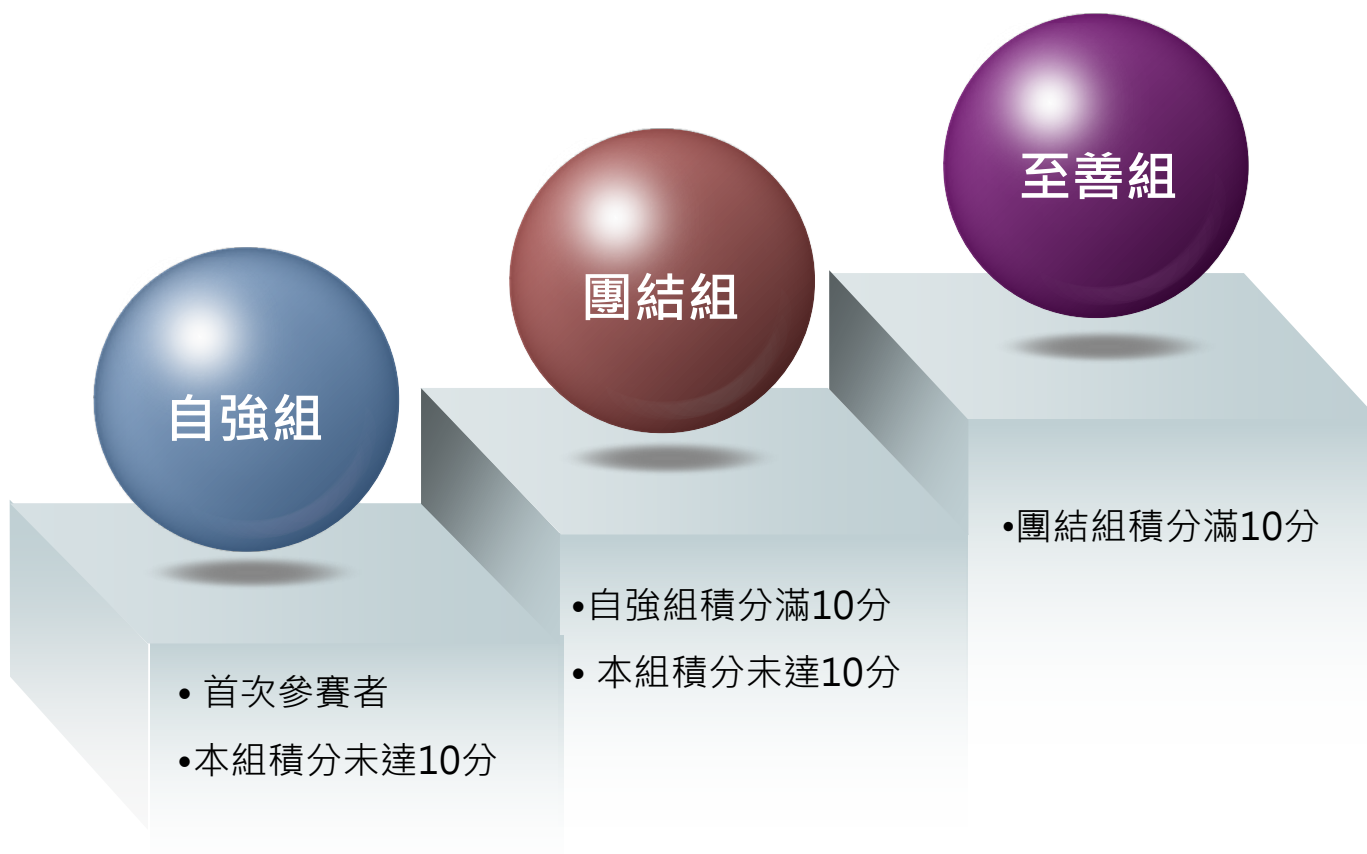 自強組
• 首次參賽者
•本組積分未達10分
團結組
•自強組積分滿10分
• 本組積分未達10分
至善組
•團結組積分滿10分